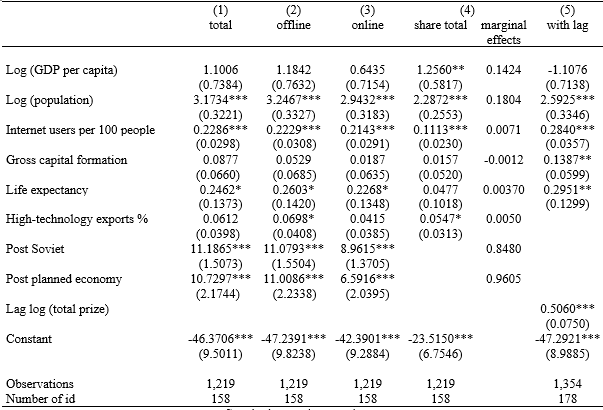 (1) (2) (3) (4) (5)
total offline online share total marginal effects with lag
Log (GDP per capita) 1.1006 1.1842 0.6435 1.2560** 0.1424 -1.1076
(0.7384) (0.7632) (0.7154) (0.5817) (0.7138)
Log (population) 3.1734*** 3.2467*** 2.9432*** 2.2872*** 0.1804 2.5925***
(0.3221) (0.3327) (0.3183) (0.2553) (0.3346)
Internet users per 100 people 0.2286*** 0.2229*** 0.2143*** 0.1113*** 0.0071 0.2840***
(0.0298) (0.0308) (0.0291) (0.0230) (0.0357)
Gross capital formation 0.0877 0.0529 0.0187 0.0157 -0.0012 0.1387**
(0.0660) (0.0685) (0.0635) (0.0520) (0.0599)
Life expectancy 0.2462* 0.2603* 0.2268* 0.0477 0.00370 0.2951**
(0.1373) (0.1420) (0.1348) (0.1018) (0.1299)
High-technology exports % 0.0612 0.0698* 0.0415 0.0547* 0.0050
(0.0398) (0.0408) (0.0385) (0.0313)
Post Soviet 11.1865*** 11.0793*** 8.9615*** 0.8480
(1.5073) (1.5504) (1.3705)
Post planned economy 10.7297*** 11.0086*** 6.5916*** 0.9605
(2.1744) (2.2338) (2.0395)
Lag log (total prize) 0.5060***
(0.0750)
Constant -46.3706*** -47.2391*** -42.3901*** -23.5150*** -47.2921***
(9.5011) (9.8238) (9.2884) (6.7546) (8.9885)
Observations 1,219 1,219 1,219 1,219 1,354
Number of id 158 158 158 158 178